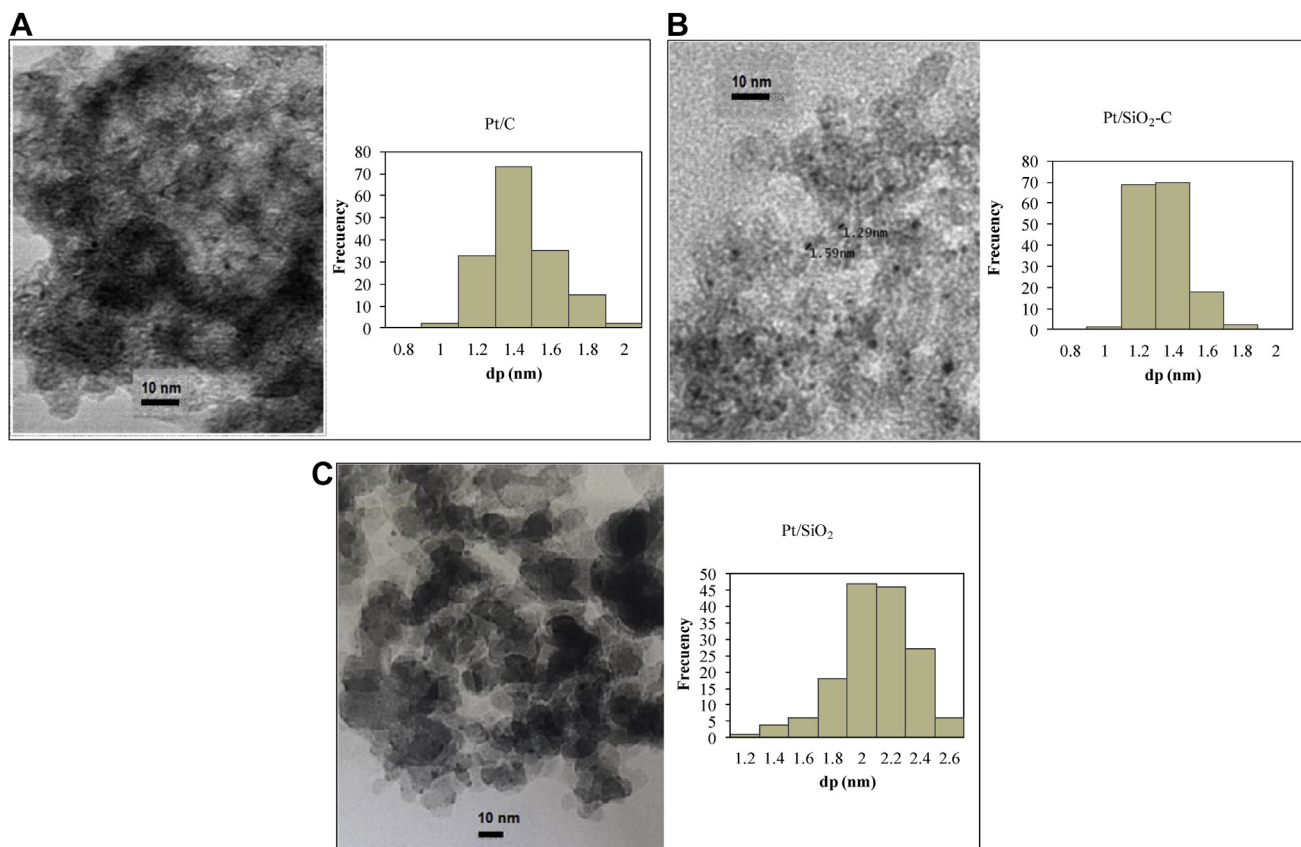 A
10 nm
Pt/C
Frecuency
80
70
60
50
40
30
20
10
0
0.8 1 1.2 1.4 1.6 1.8 2
dp (nm)
B
10 nm
1.29nm
1.59nm
Pt/SiO₂-C
Frecuency
80
70
60
50
40
30
20
10
0
0.8 1 1.2 1.4 1.6 1.8 2
dp (nm)
C
10 nm
Pt/SiO₂
Frecuency
50
45
40
35
30
25
20
15
10
5
0
1.2 1.4 1.6 1.8 2 2.2 2.4 2.6
dp (nm)